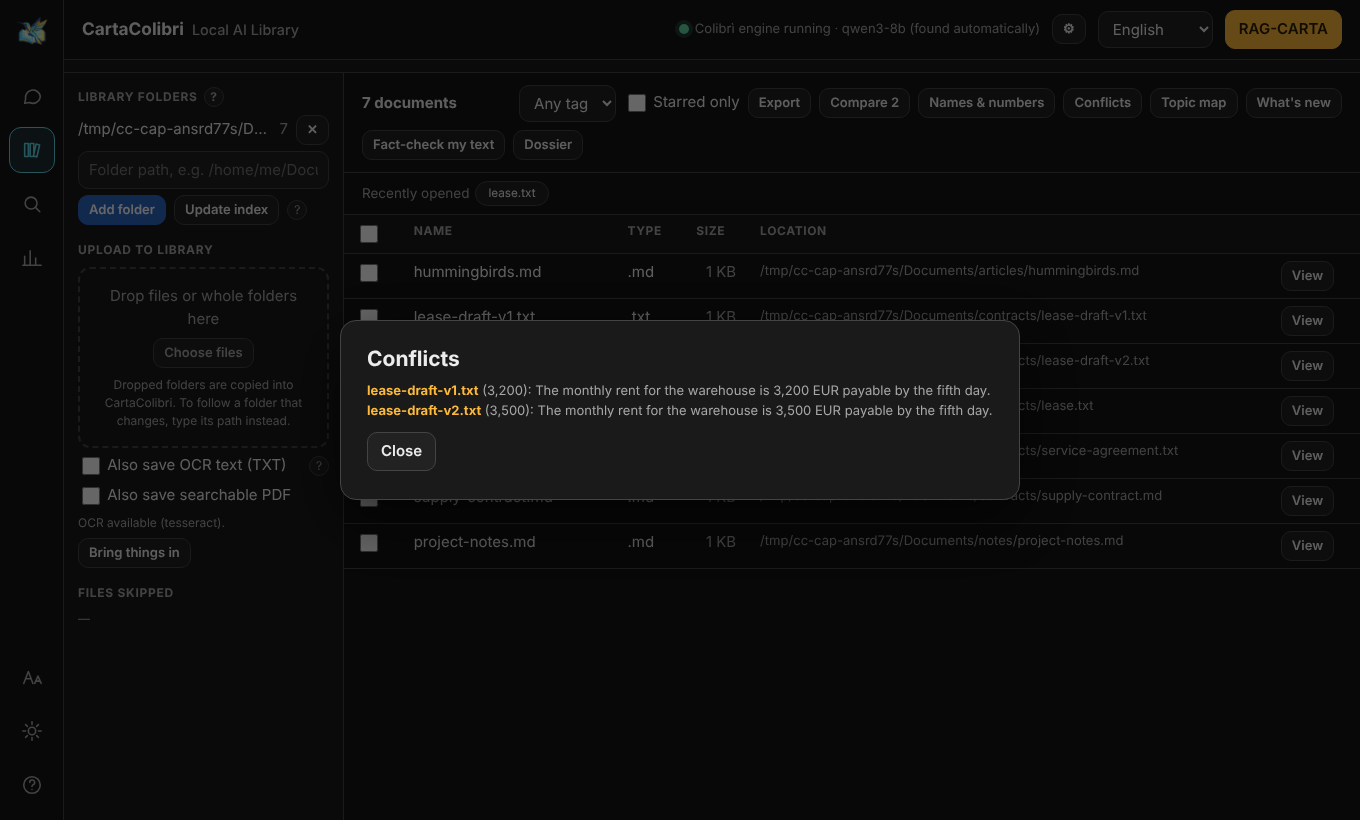 CartaColibri Local AI Library
Colibrì engine running · qwen3-8b (found automatically)
⚙
English
RAG-CARTA
LIBRARY FOLDERS ?
/tmp/cc-cap-ansrd77s/D... 7 ✕
Folder path, e.g. /home/me/Docu
Add folder
Update index
?
UPLOAD TO LIBRARY
Drop files or whole folders
here
Choose files
Dropped folders are copied into
CartaColibri. To follow a folder that
changes, type its path instead.
Also save OCR text (TXT) ?
Also save searchable PDF
OCR available (tesseract).
Bring things in
FILES SKIPPED
—
7 documents
Any tag
Starred only
Export
Compare 2
Names & numbers
Conflicts
Topic map
What's new
Fact-check my text
Dossier
Recently opened lease.txt
NAME TYPE SIZE LOCATION
hummingbirds.md .md 1 KB /tmp/cc-cap-ansrd77s/Documents/articles/hummingbirds.md View
lease-draft-v1.txt .txt 1 KB /tmp/cc-cap-ansrd77s/Documents/contracts/lease-draft-v1.txt View
cts/lease-draft-v2.txt View
cts/lease.txt View
cts/service-agreement.txt View
supply-contract.md .md 1 KB cts/supply-contract.md View
project-notes.md .md 1 KB /tmp/cc-cap-ansrd77s/Documents/notes/project-notes.md View
Conflicts
lease-draft-v1.txt (3,200): The monthly rent for the warehouse is 3,200 EUR payable by the fifth day.
lease-draft-v2.txt (3,500): The monthly rent for the warehouse is 3,500 EUR payable by the fifth day.
Close
AA
?